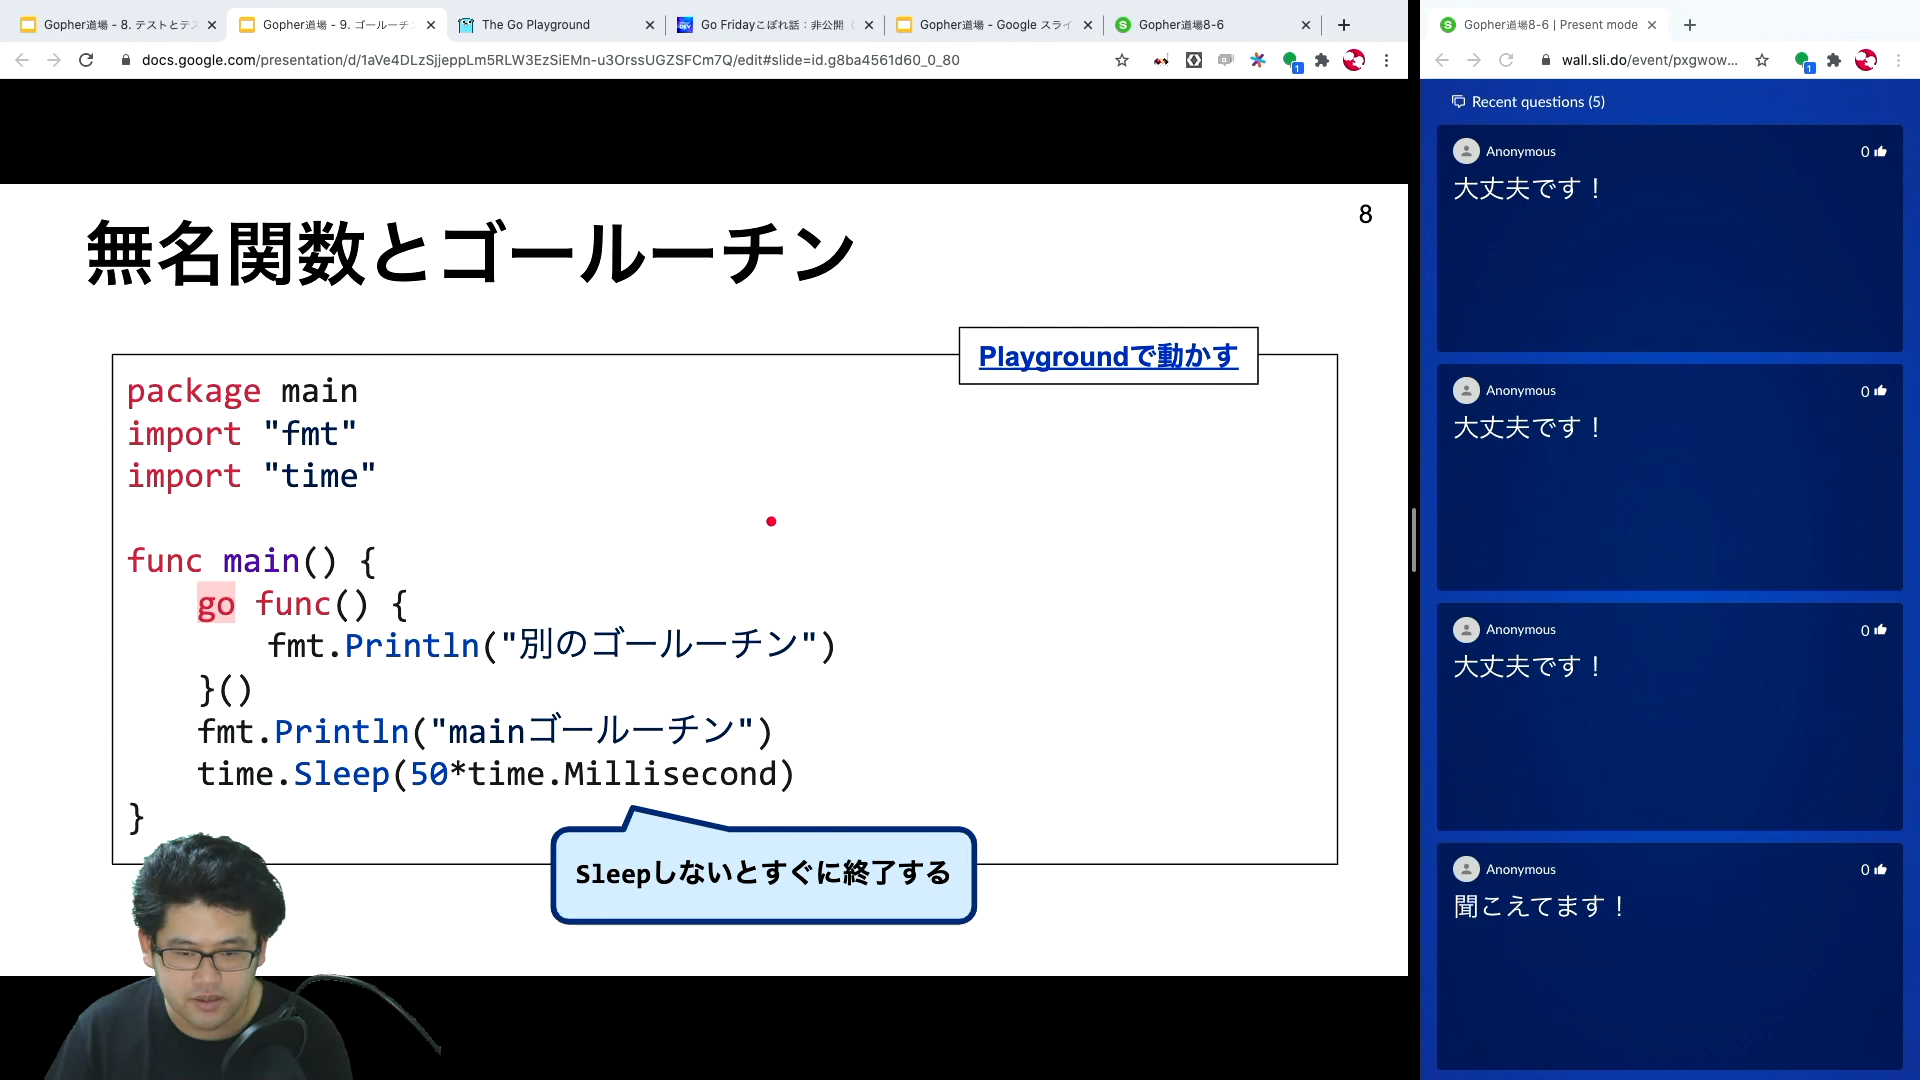 Gopher道場 - 8. テストとテス
Gopher道場 - 9. ゴールーチン
The Go Playground
Go Fridayこぼれ話：非公開（
Gopher道場 - Google スライ
Gopher道場8-6
docs.google.com/presentation/d/1aVe4DLzSjjeppLm5RLW3EzSiEMn-u3OrssUGZSFCm7Q/edit#slide=id.g8ba4561d60_0_80
1
8
無名関数とゴールーチン
Playgroundで動かす
package main
import "fmt"
import "time"
func main() {
go func() {
fmt.Println("別のゴールーチン")
}()
fmt.Println("mainゴールーチン")
time.Sleep(50*time.Millisecond)
}
Sleepしないとすぐに終了する
Gopher道場8-6 | Present mode
wall.sli.do/event/pxgwow...
1
Recent questions (5)
Anonymous
0
大丈夫です！
Anonymous
0
大丈夫です！
Anonymous
0
大丈夫です！
Anonymous
0
聞こえてます！